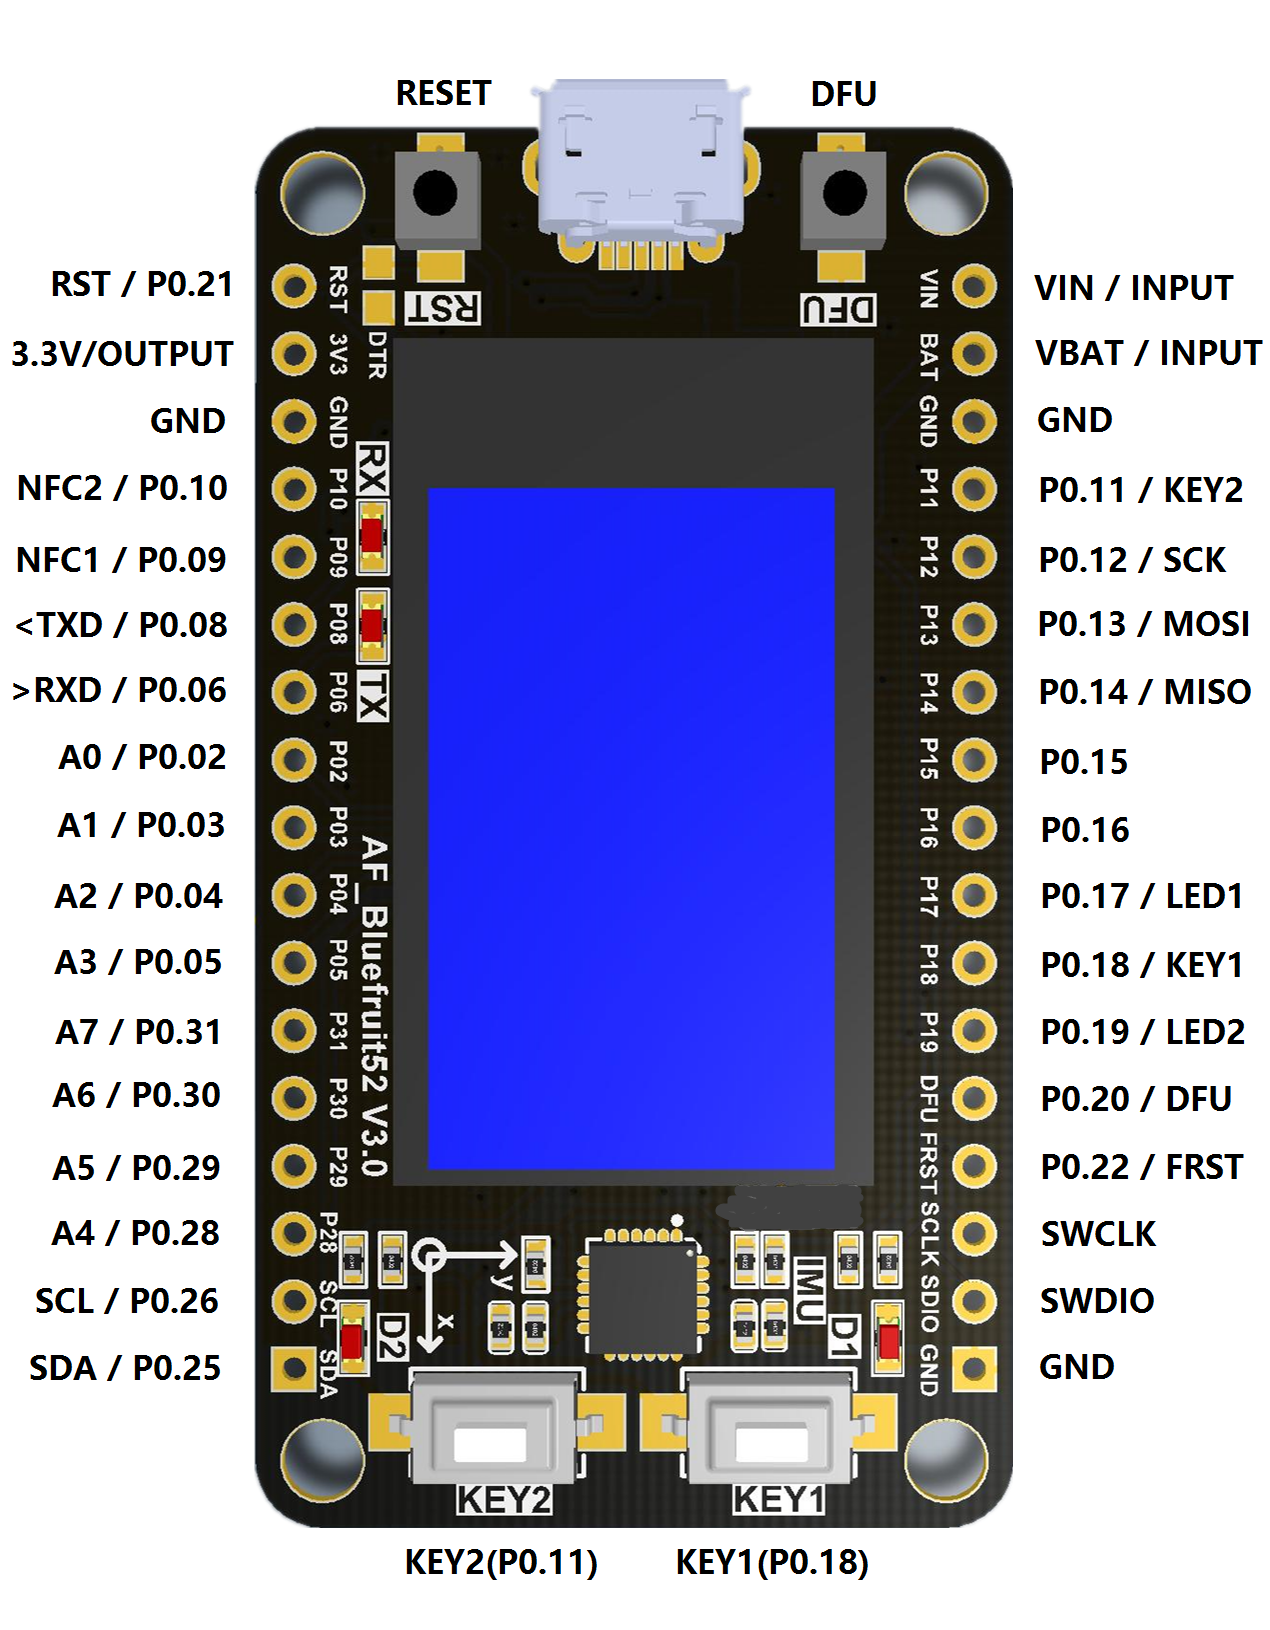 RESET
DFU
RST
DFU
RST / P0.21
3.3V/OUTPUT
GND
NFC2 / P0.10
NFC1 / P0.09
<TXD / P0.08
>RXD / P0.06
A0 / P0.02
A1 / P0.03
A2 / P0.04
A3 / P0.05
A7 / P0.31
A6 / P0.30
A5 / P0.29
A4 / P0.28
SCL / P0.26
SDA / P0.25
RST
3V3
GND
P10
P09
P08
P06
P02
P03
P04
P05
P31
P30
P29
P28
SCL
SDA
DTR
RX
TX
AF_Bluefruit52 V3.0
VIN
BAT
GND
P11
P12
P13
P14
P15
P16
P17
P18
P19
DFU
FRST
SCLK
SDIO
GND
VIN / INPUT
VBAT / INPUT
GND
P0.11 / KEY2
P0.12 / SCK
P0.13 / MOSI
P0.14 / MISO
P0.15
P0.16
P0.17 / LED1
P0.18 / KEY1
P0.19 / LED2
P0.20 / DFU
P0.22 / FRST
SWCLK
SWDIO
GND
y
x
IMU
D2
D1
KEY2
KEY1
KEY2(P0.11)
KEY1(P0.18)